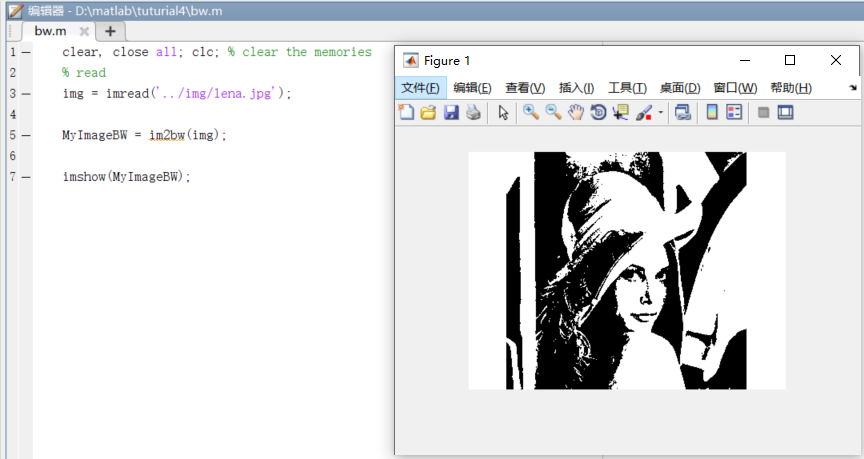 编辑器 - D:\matlab\tuturial4\bw.m
bw.m
1 — clear, close all; clc; % clear the memories
2 % read
3 — img = imread('../img/lena.jpg');
4
5 — MyImageBW = im2bw(img);
6
7 — imshow(MyImageBW);
Figure 1
文件(F) 编辑(E) 查看(V) 插入(I) 工具(T) 桌面(D) 窗口(W) 帮助(H)